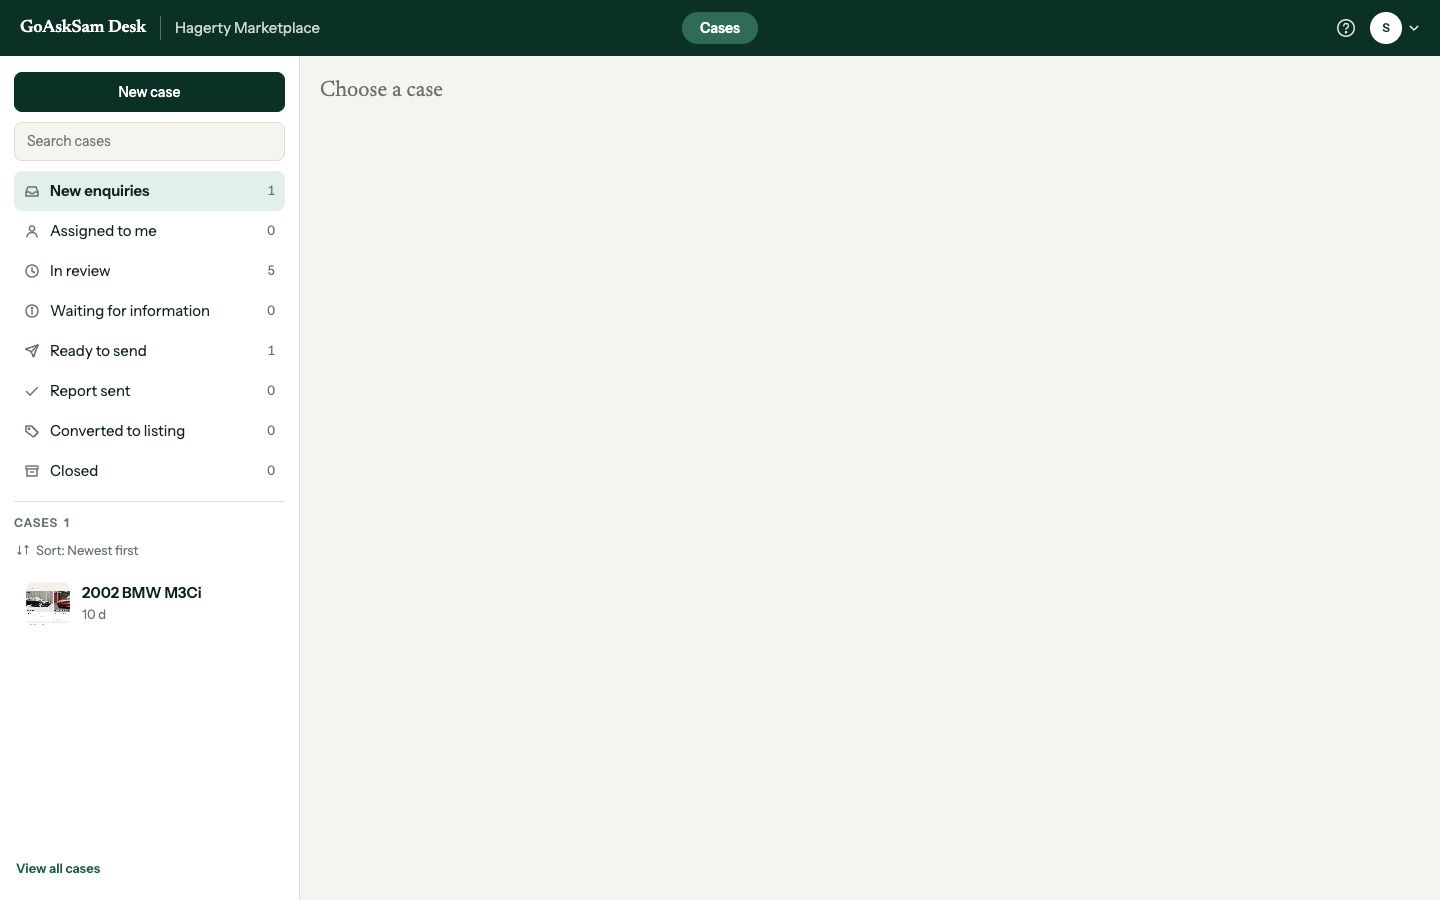 GoAskSam Desk
Hagerty Marketplace
Cases
S
New case
Search cases
New enquiries 1
Assigned to me 0
In review 5
Waiting for information 0
Ready to send 1
Report sent 0
Converted to listing 0
Closed 0
CASES 1
Sort: Newest first
2002 BMW M3Ci
10 d
View all cases
Choose a case